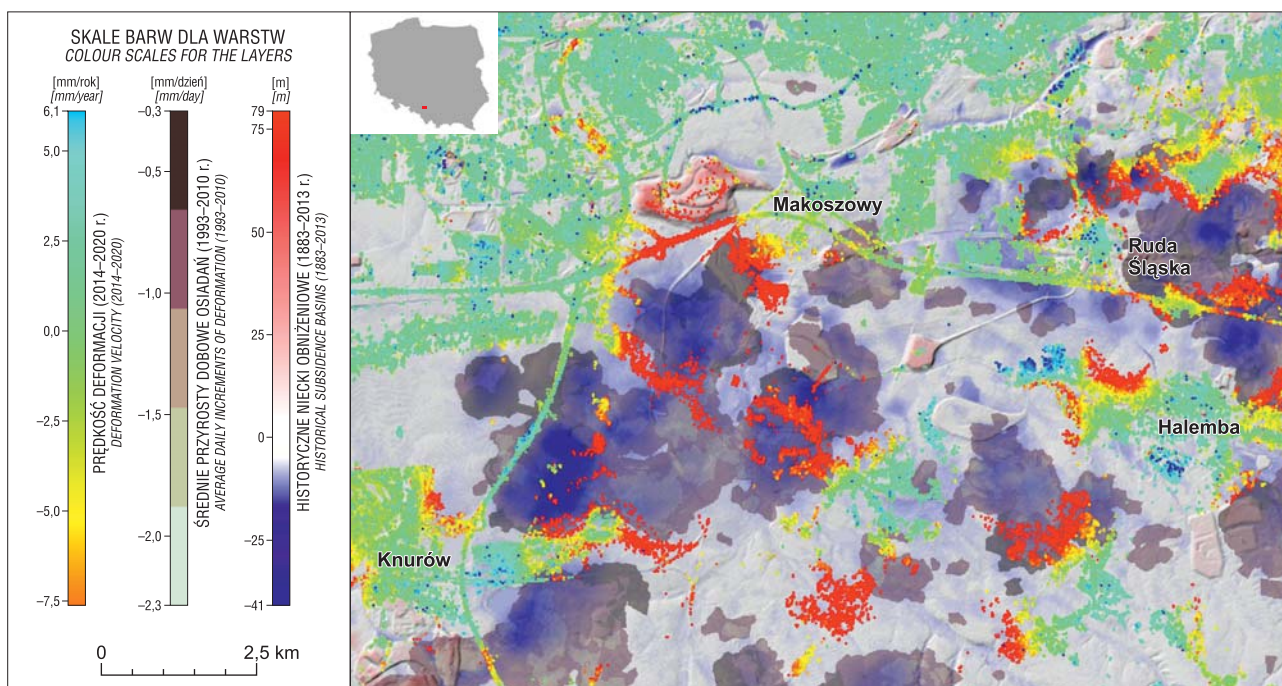 SKALE BARW DLA WARSTW
COLOUR SCALES FOR THE LAYERS
[mm/rok]
[mm/year]
6.1
5,0
2,5
0.0
–2.5
–5.0
–7.5
PRĘDKOŚĆ DEFORMACJI (2014–2020 r.)
DEFORMATION VELOCITY (2014–2020)
[mm/dzień]
[mm/day]
–0,3
–0.5
–1,0
–1,5
–2.0
–2,3
ŚREDNIE PRZYROSTY DOBOWE OSIADAŃ (1993–2010 r.)
AVERAGE DAILY INCREMENTS OF DEFORMATION (1993–2010)
[m]
[m]
79
75
50
25
0
–25
–41
HISTORYCZNE NIECKI OBNIŻENIOWE (1883–2013 r.)
HISTORICAL SUBSIDENCE BASINS (1883–2013)
0
2,5 km
Makoszowy
Ruda
Śląska
Halemba
Knurów